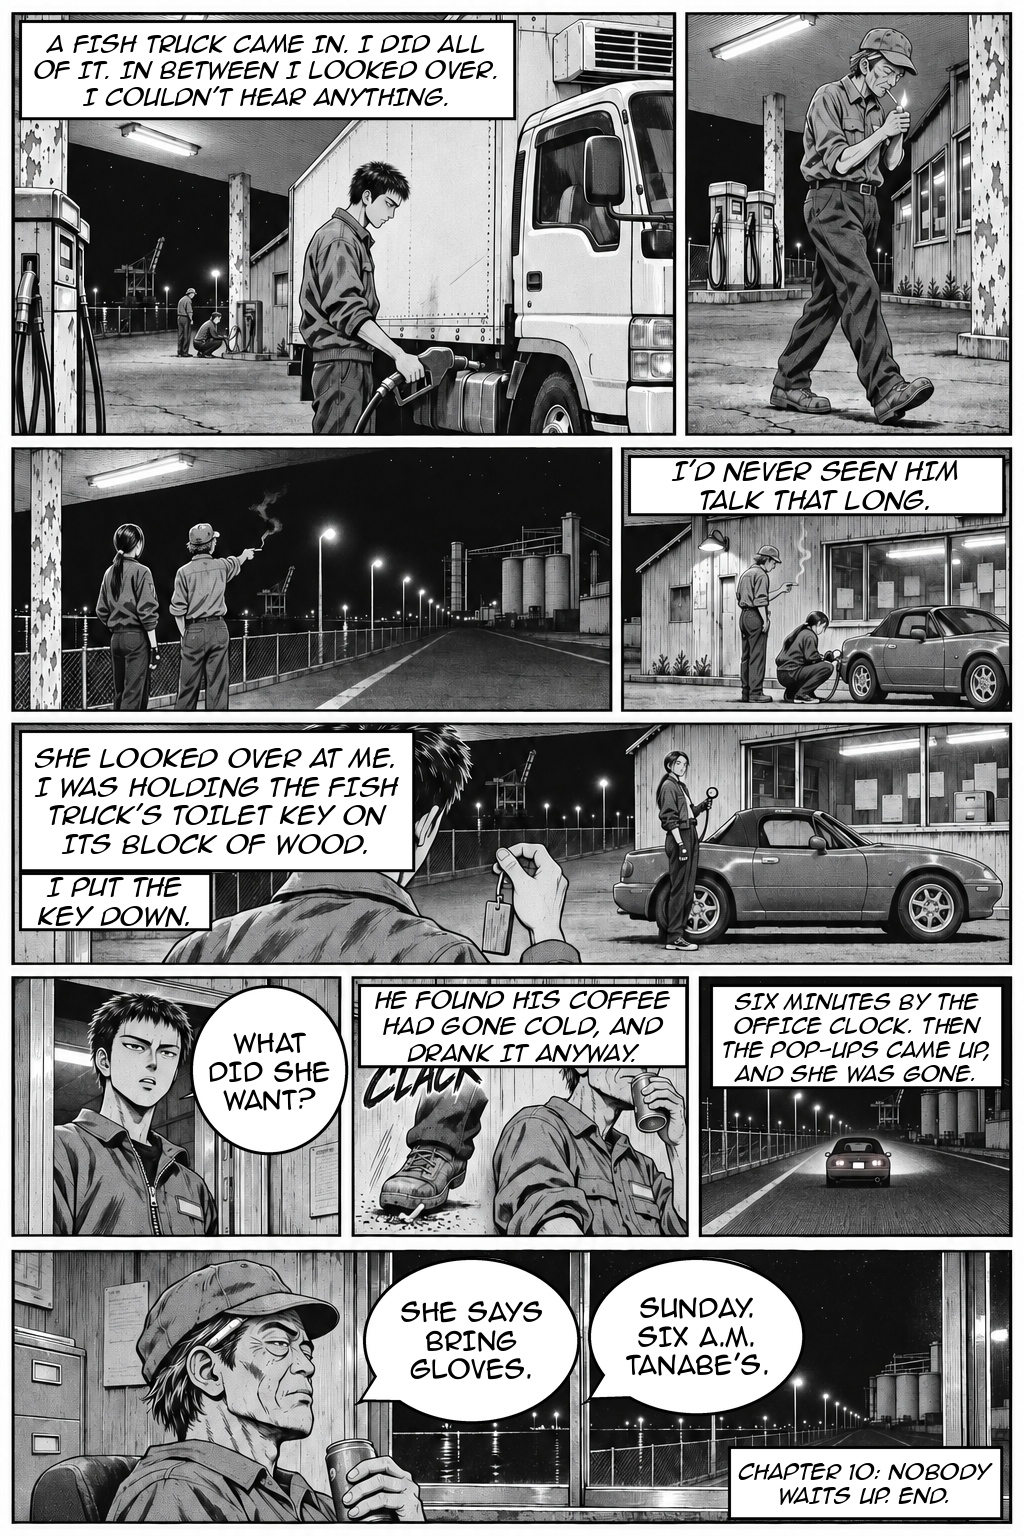 A FISH TRUCK CAME IN. I DID ALL
OF IT. IN BETWEEN I LOOKED OVER.
I COULDN'T HEAR ANYTHING.
I'D NEVER SEEN HIM
TALK THAT LONG.
SHE LOOKED OVER AT ME.
I WAS HOLDING THE FISH
TRUCK'S TOILET KEY ON
ITS BLOCK OF WOOD.
I PUT THE
KEY DOWN.
WHAT
DID SHE
WANT?
HE FOUND HIS COFFEE
HAD GONE COLD, AND
DRANK IT ANYWAY.
CLACK
SIX MINUTES BY THE
OFFICE CLOCK. THEN
THE POP-UPS CAME UP,
AND SHE WAS GONE.
SHE SAYS
BRING
GLOVES.
SUNDAY.
SIX A.M.
TANABE'S.
CHAPTER 10: NOBODY
WAITS UP. END.